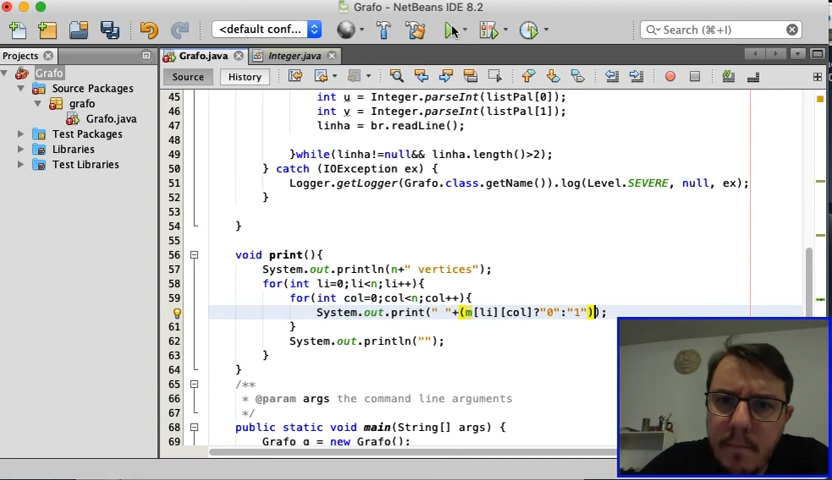 Grafo - NetBeans IDE 8.2
<default conf...
Search (⌘+I)
Projects
Grafo
Source Packages
grafo
Grafo.java
Test Packages
Libraries
Test Libraries
Grafo.java
Integer.java
Source
History
45 int u = Integer.parseInt(listPal[0]);
46 int v = Integer.parseInt(listPal[1]);
47 linha = br.readLine();
48
49 }while(linha!=null&& linha.length()>2);
50 } catch (IOException ex) {
51 Logger.getLogger(Grafo.class.getName()).log(Level.SEVERE, null, ex);
52 }
53
54 }
55
56 void print(){
57 System.out.println(n+" vertices");
58 for(int li=0;li<n;li++){
59 for(int col=0;col<n;col++){
System.out.print(" "+(m[li][col]?"0":"1"));
61 }
62 System.out.println("");
63 }
64 }
65 /**
66 * @param args the command line arguments
67 */
68 public static void main(String[] args) {
69 Grafo g = new Grafo();